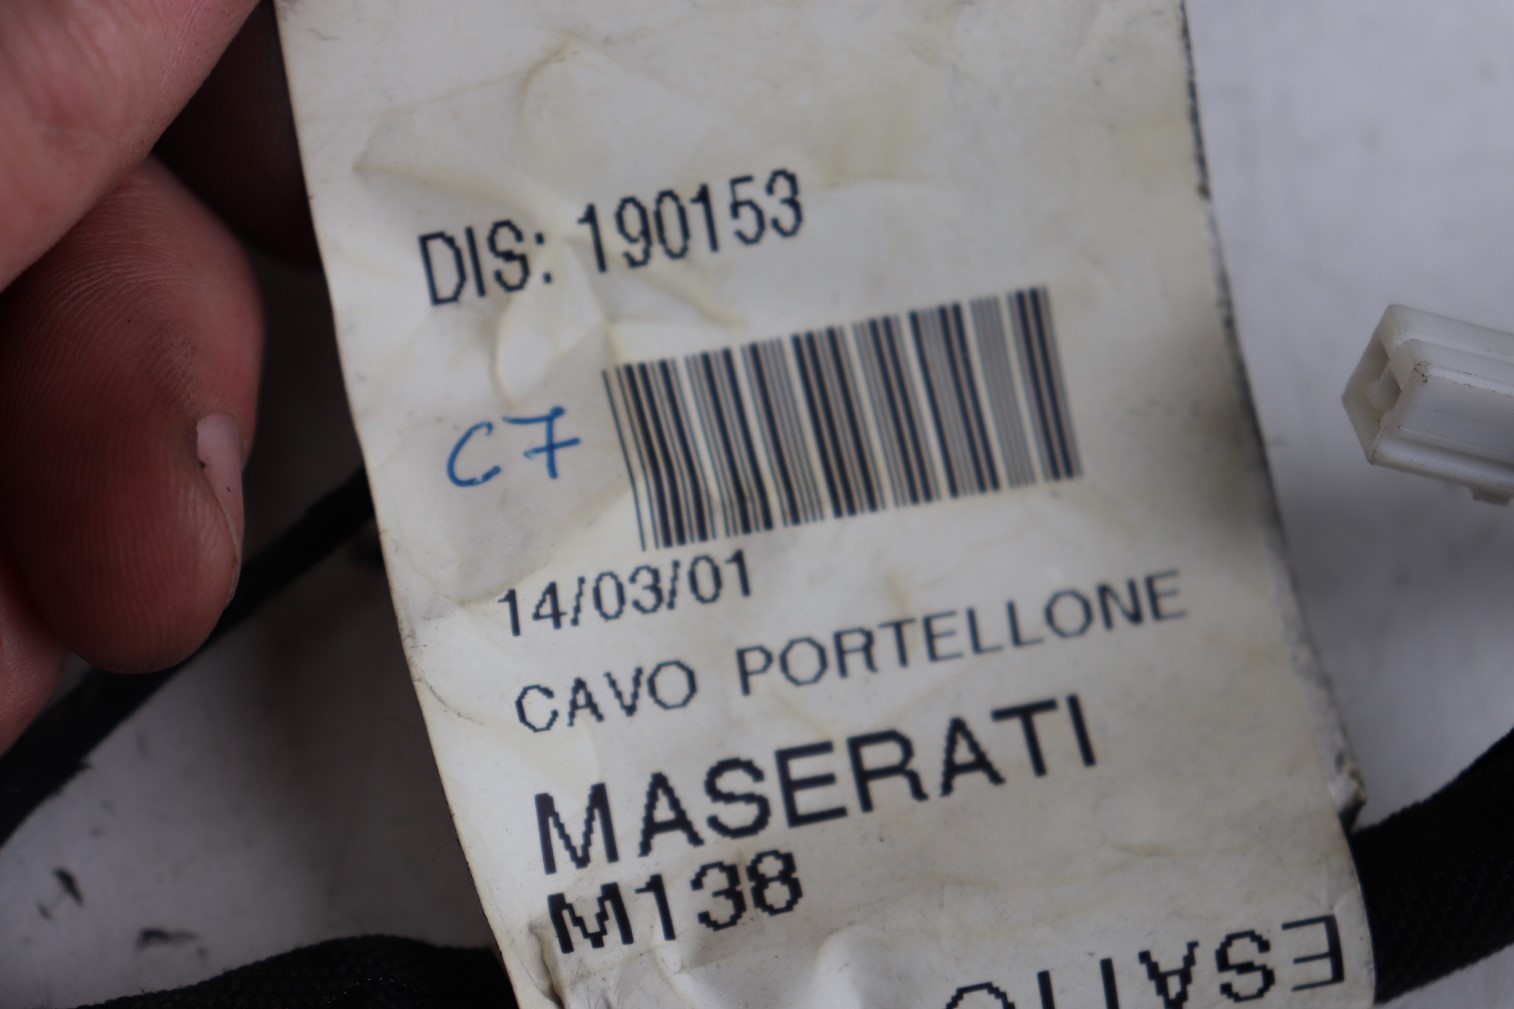 DIS: 190153
C7
14/03/01
CAVO PORTELLONE
MASERATI
M138